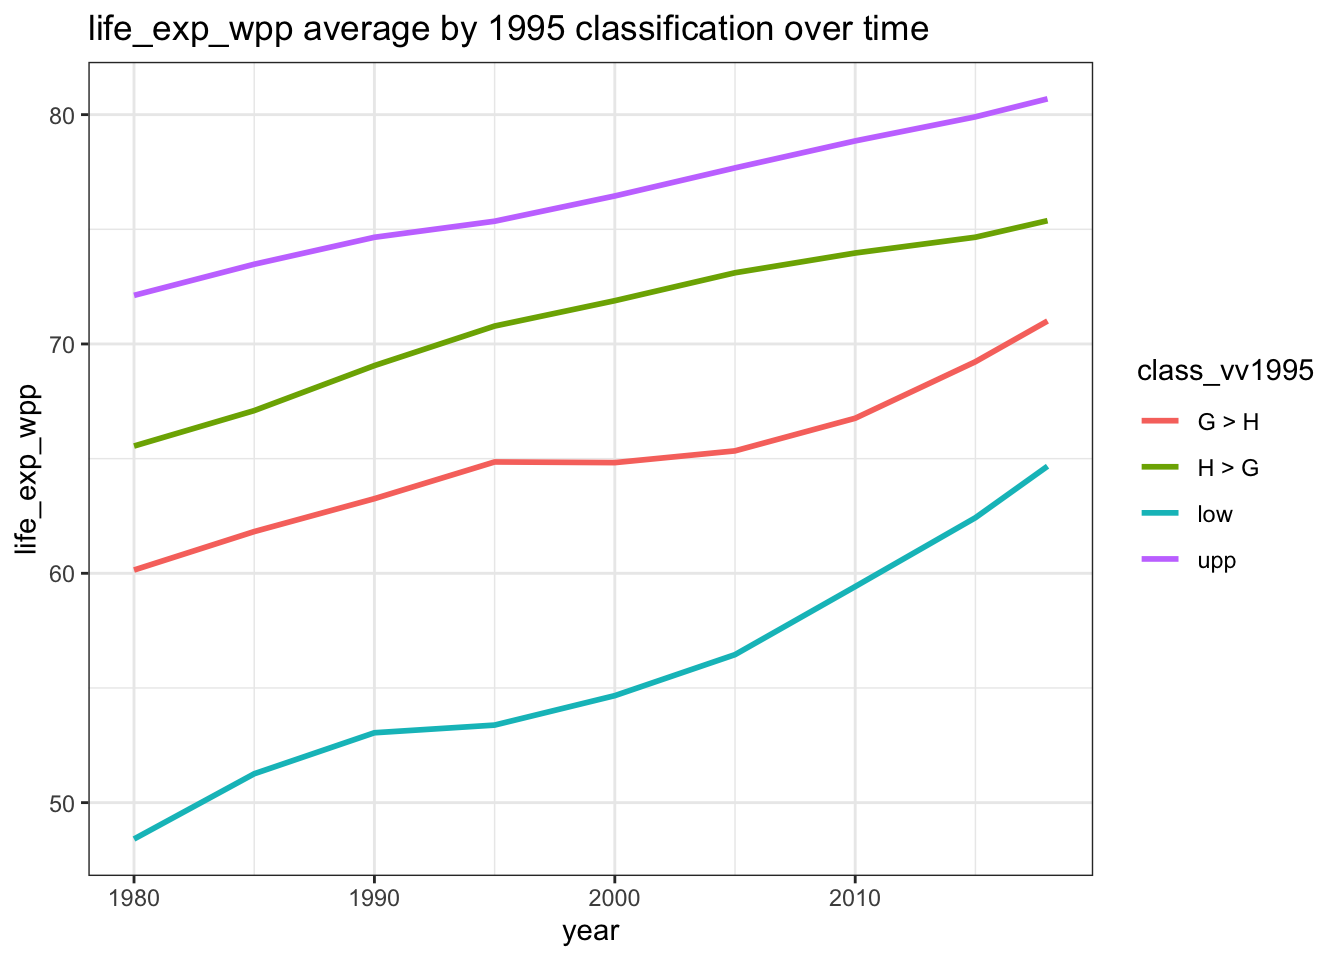 life_exp_wpp average by 1995 classification over time
life_exp_wpp
80
70
60
50
1980 1990 2000 2010
year
class_vv1995
G > H
H > G
low
upp